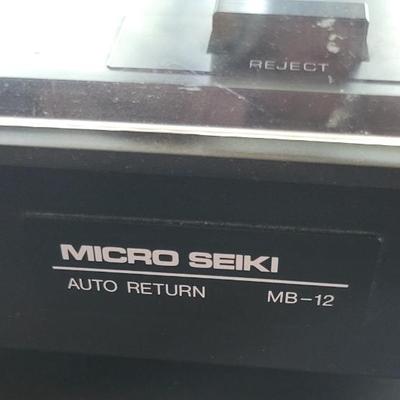 REJECT
MICRO SEIKI
AUTO RETURN MB-12